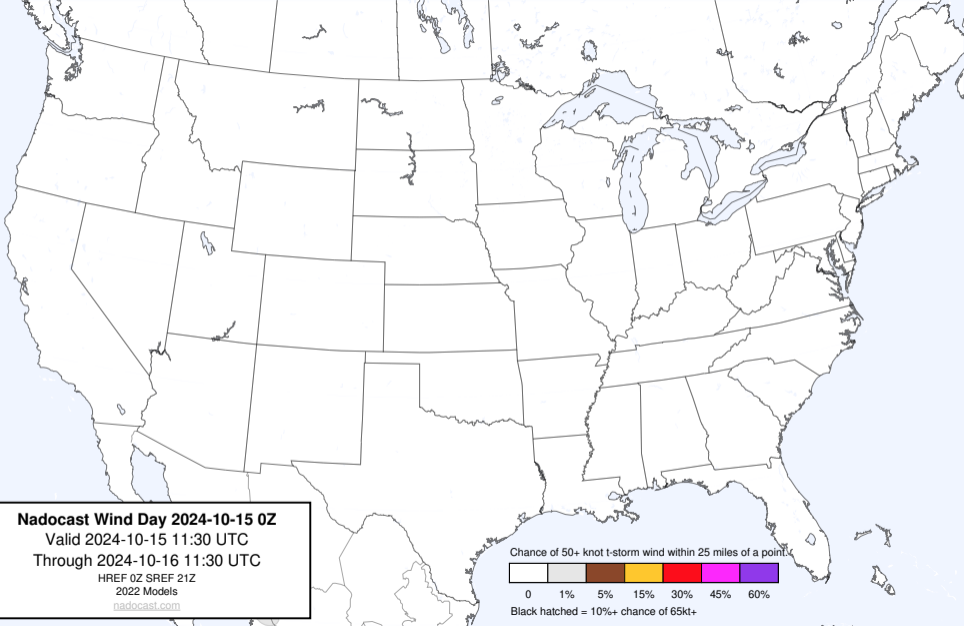 Nadocast Wind Day 2024-10-15 0Z
Valid 2024-10-15 11:30 UTC
Through 2024-10-16 11:30 UTC
HREF 0Z SREF 21Z
2022 Models
nadocast.com
Chance of 50+ knot t-storm wind within 25 miles of a point.
0 1% 5% 15% 30% 45% 60%
Black hatched = 10%+ chance of 65kt+